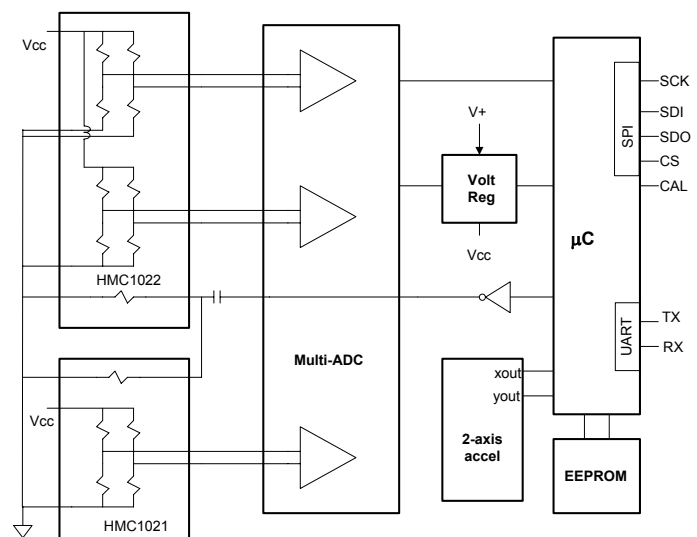 Vcc
HMC1022
Vcc
HMC1021
Multi-ADC
V+
Volt
Reg
Vcc
xout
yout
2-axis
accel
µC
SPI
SCK
SDI
SDO
CS
CAL
UART
TX
RX
EEPROM